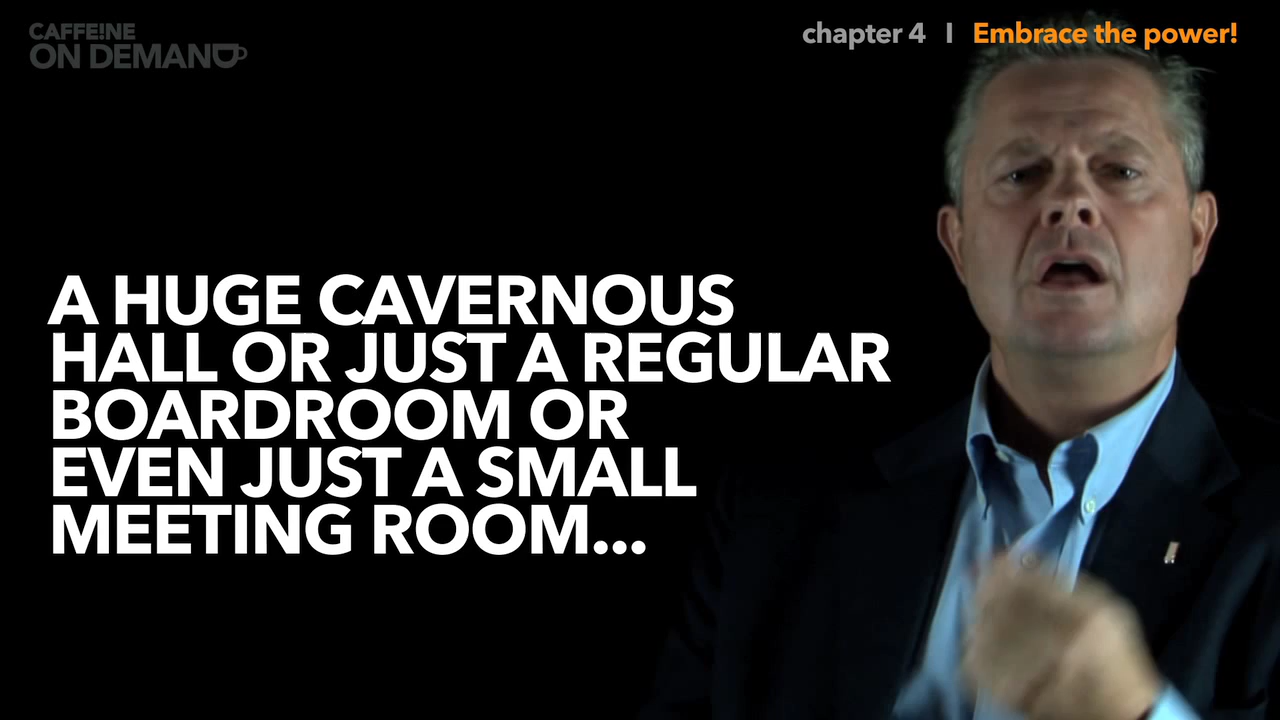 CAFFE!NE
ON DEMAND
chapter 4 | Embrace the power!
A HUGE CAVERNOUS
HALL OR JUST A REGULAR
BOARDROOM OR
EVEN JUST A SMALL
MEETING ROOM...